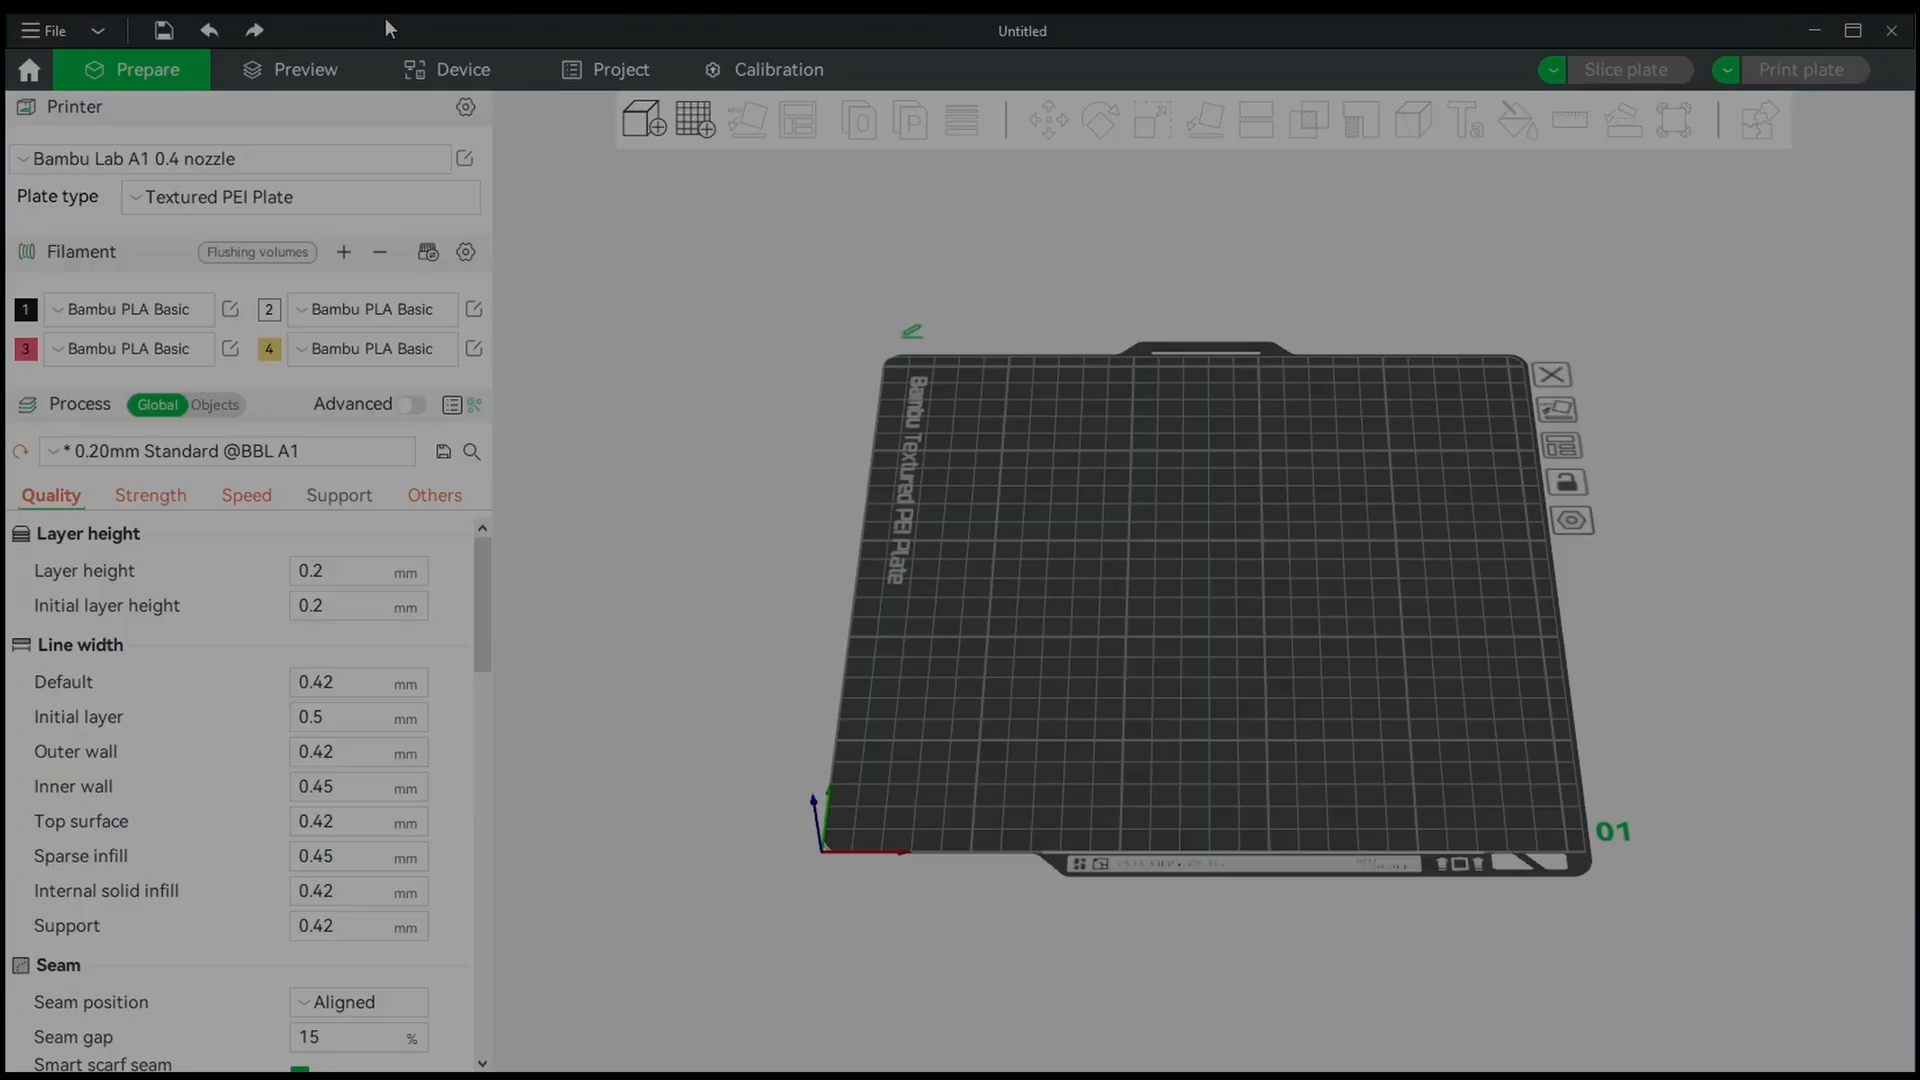 File
Untitled
Prepare
Preview
Device
Project
Calibration
Slice plate
Print plate
Printer
Bambu Lab A1 0.4 nozzle
Plate type
Textured PEI Plate
Filament
Flushing volumes
1 Bambu PLA Basic
2 Bambu PLA Basic
3 Bambu PLA Basic
4 Bambu PLA Basic
Process
Global
Objects
Advanced
* 0.20mm Standard @BBL A1
Quality
Strength
Speed
Support
Others
Layer height
Layer height 0.2 mm
Initial layer height 0.2 mm
Line width
Default 0.42 mm
Initial layer 0.5 mm
Outer wall 0.42 mm
Inner wall 0.45 mm
Top surface 0.42 mm
Sparse infill 0.45 mm
Internal solid infill 0.42 mm
Support 0.42 mm
Seam
Seam position Aligned
Seam gap 15 %
Smart scarf seam
Bambu Textured PEI Plate
01